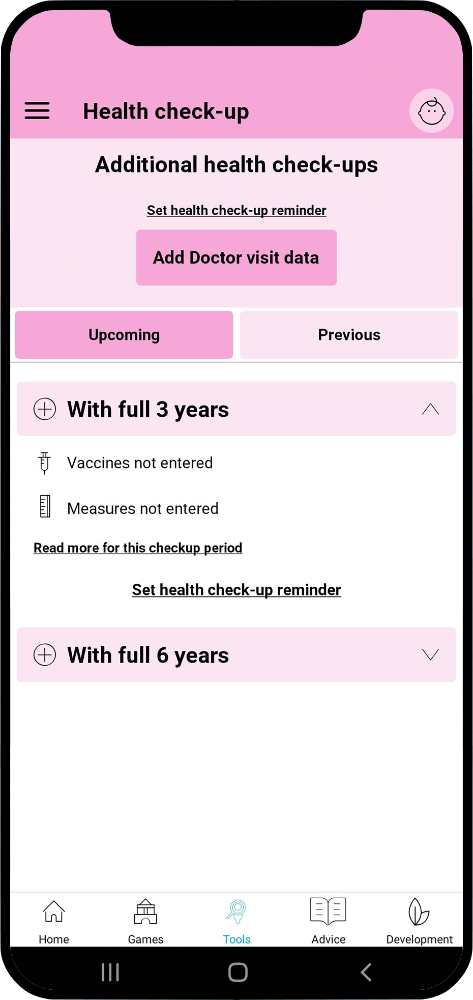 Health check-up
Additional health check-ups
Set health check-up reminder
Add Doctor visit data
Upcoming
Previous
With full 3 years
Vaccines not entered
Measures not entered
Read more for this checkup period
Set health check-up reminder
With full 6 years
Home
Games
Tools
Advice
Development